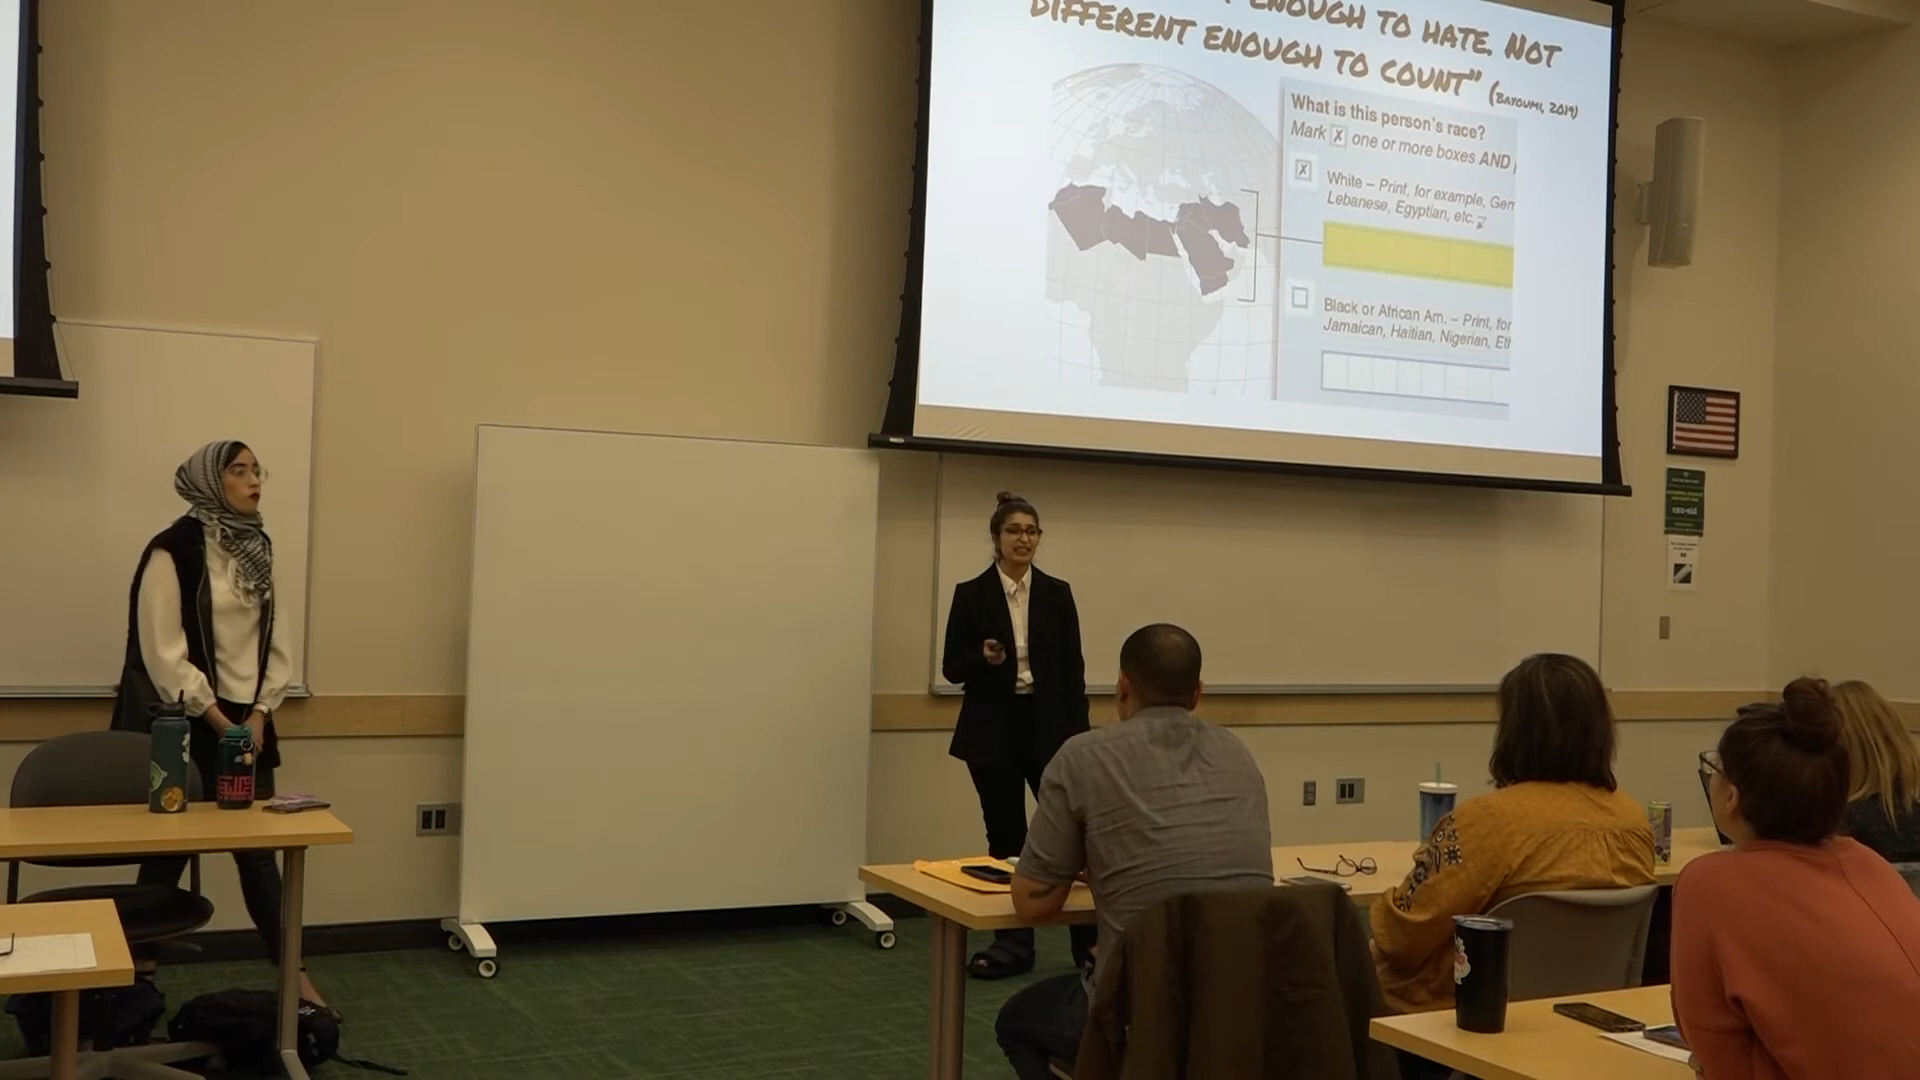 ENOUGH TO HATE. NOT
DIFFERENT ENOUGH TO COUNT" (BAYOUMI, 2019)
What is this person's race?
Mark X one or more boxes AND
X White – Print, for example, Ger
Lebanese, Egyptian, etc.
Black or African Am. – Print, for
Jamaican, Haitian, Nigerian, Et